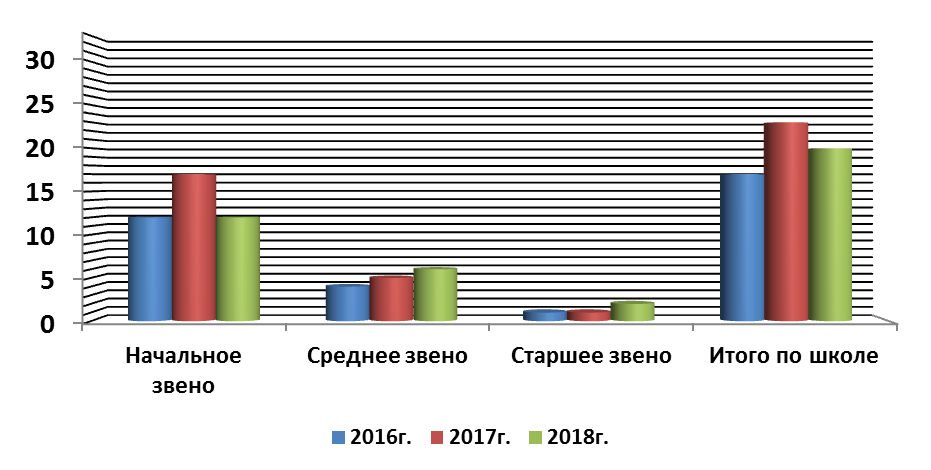 30
25
20
15
10
5
0
Начальное звено
Среднее звено
Старшее звено
Итого по школе
2016г. 2017г. 2018г.